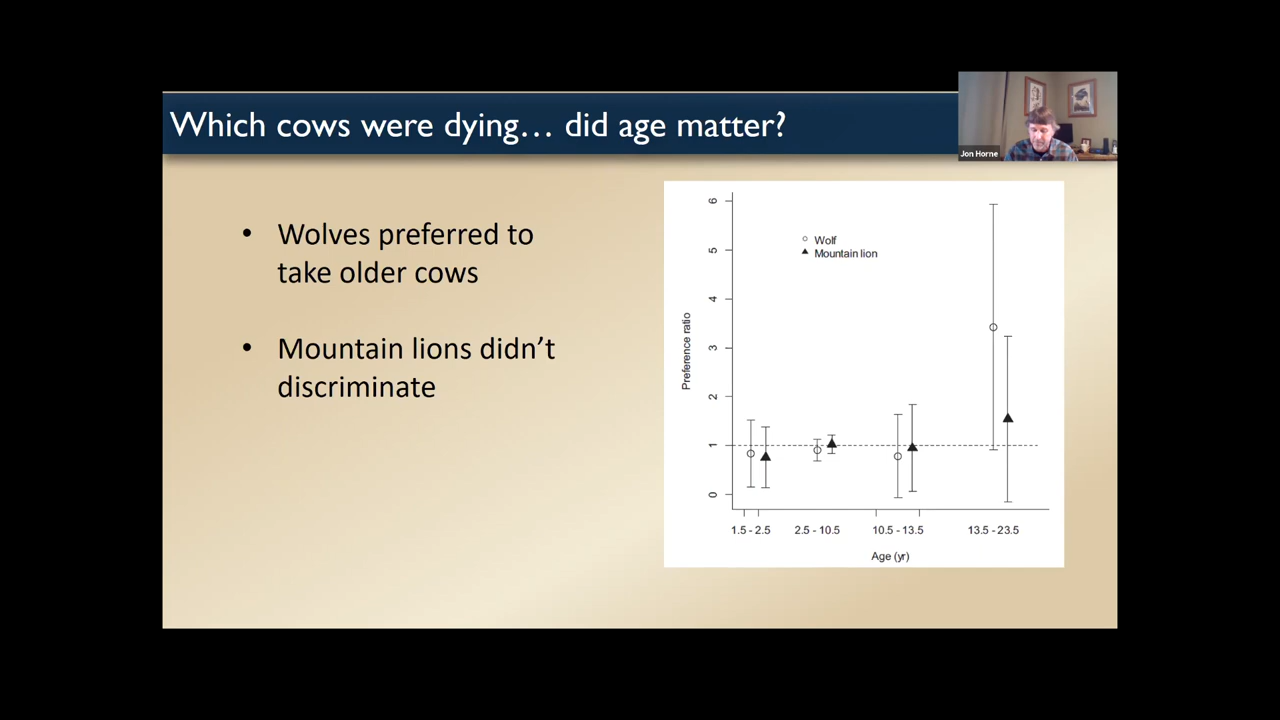 Which cows were dying... did age matter?
Jon Horne
• Wolves preferred to
take older cows
• Mountain lions didn't
discriminate
Wolf
Mountain lion
Preference ratio
6
5
4
3
2
1
0
1.5 - 2.5
2.5 - 10.5
10.5 - 13.5
13.5 - 23.5
Age (yr)